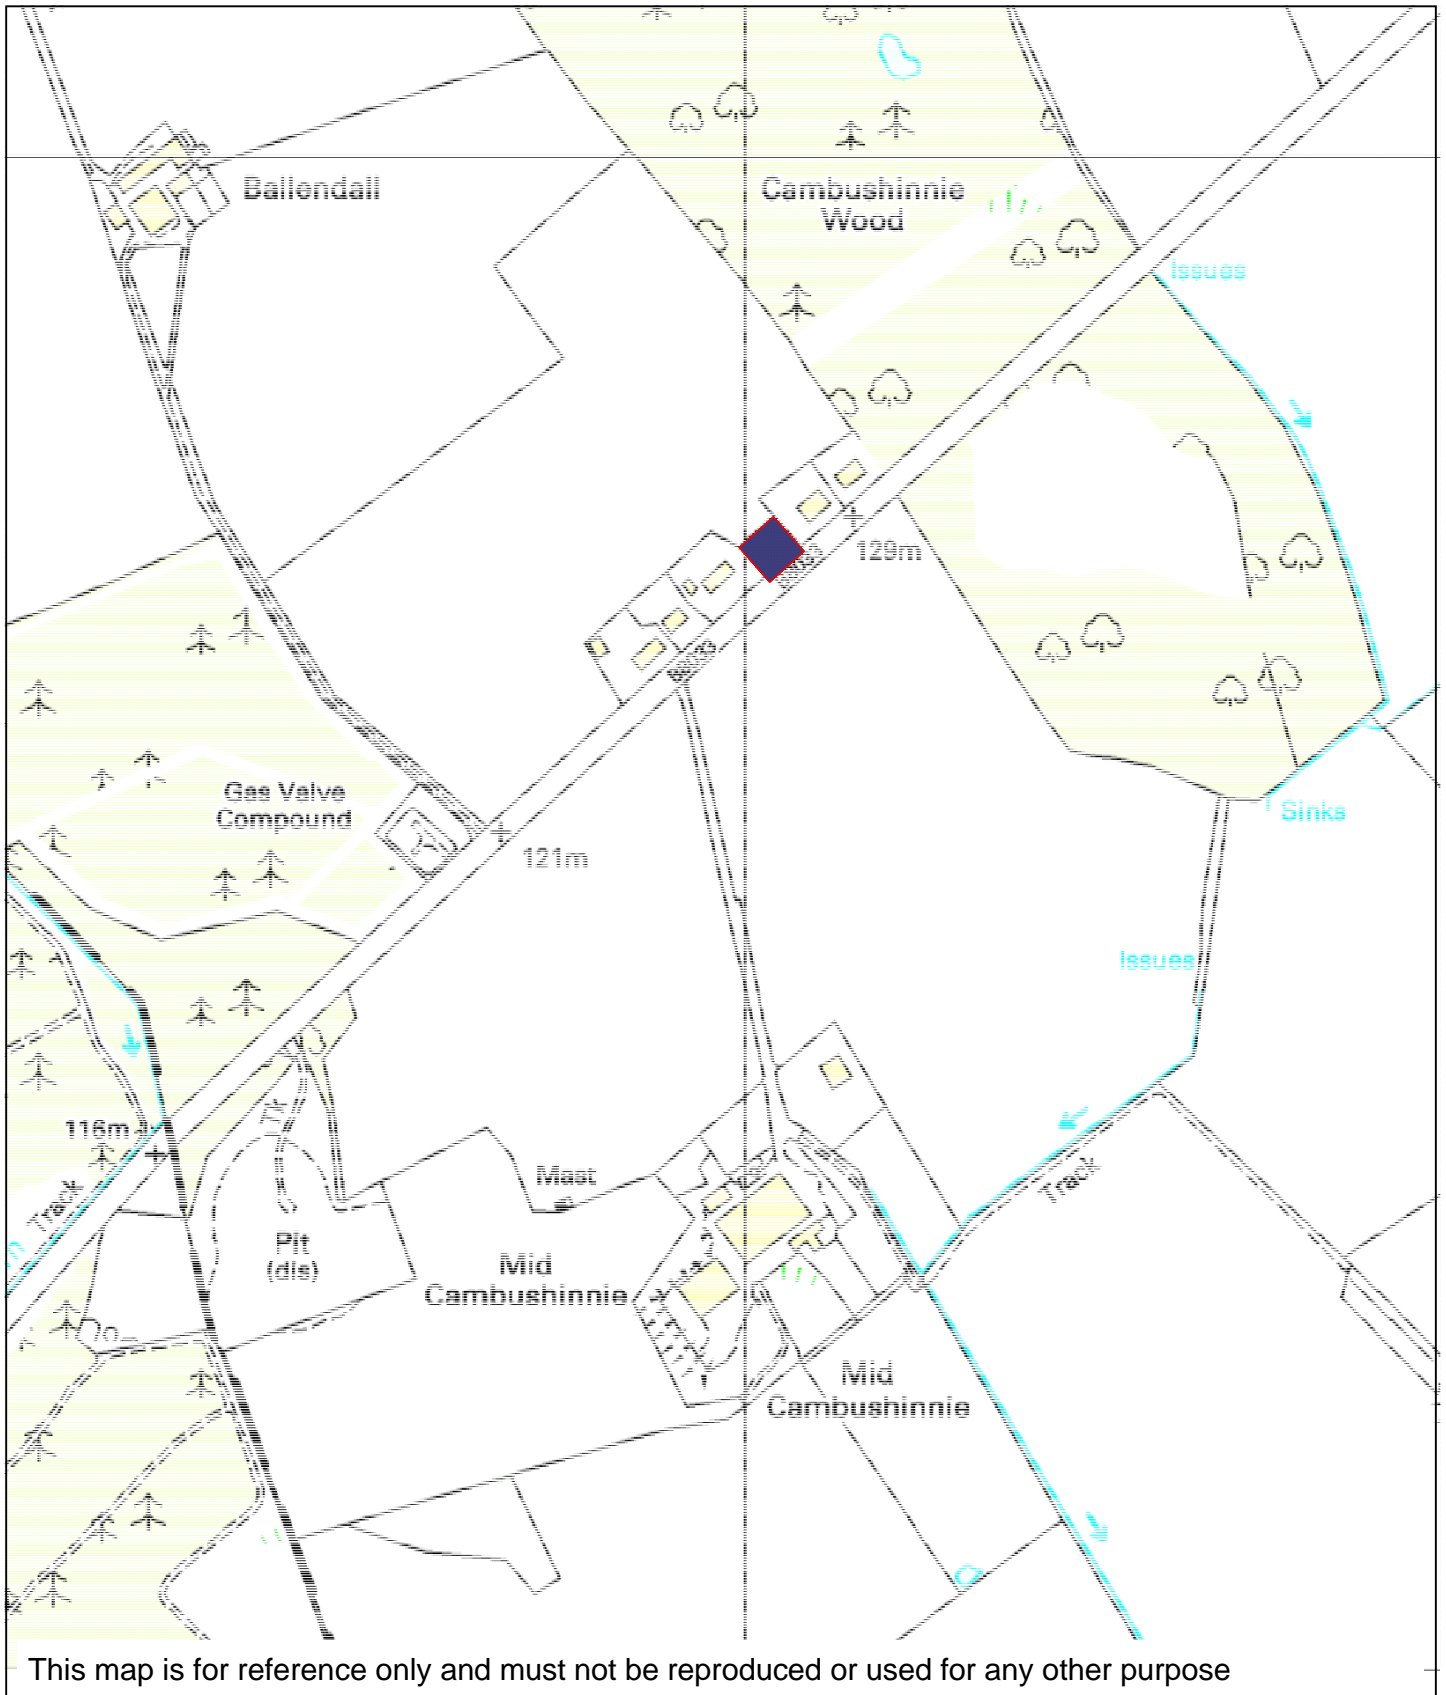 Ballendall
Cambushinnie
Wood
Issues
129m
Gas Valve
Compound
121m
Sinks
Issues
116m
Track
Mast
Track
Pit
(dis)
Mid
Cambushinnie
Mid
Cambushinnie
This map is for reference only and must not be reproduced or used for any other purpose